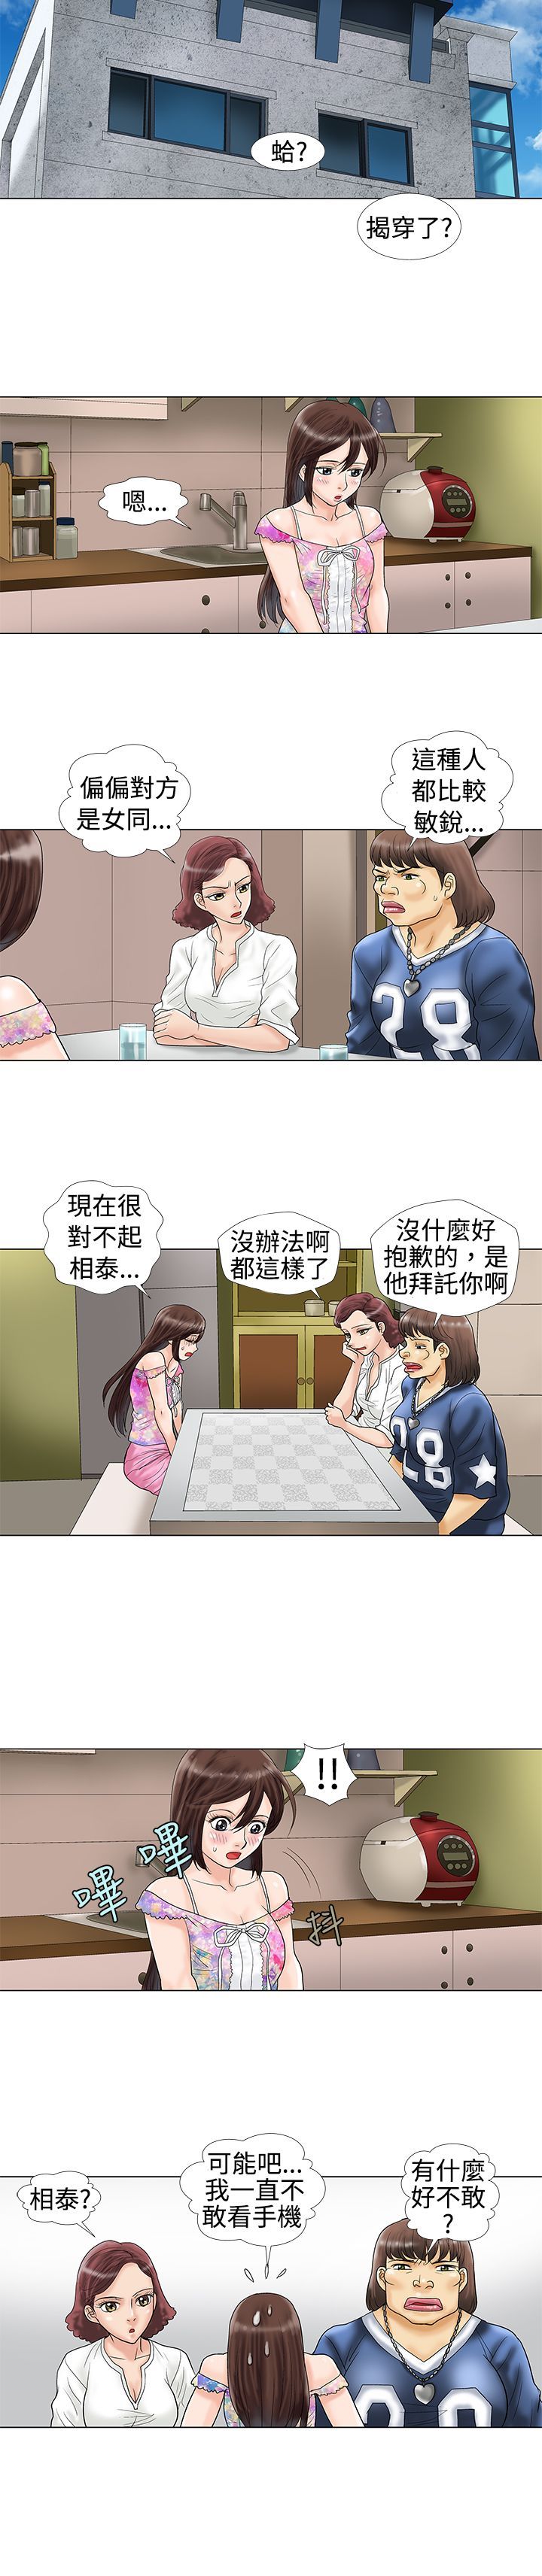 蛤?
揭穿了?
嗯...
偏偏對方
是女同...
這種人
都比較
敏銳...
現在很
對不起
相泰...
沒辦法啊
都這樣了
沒什麼好
抱歉的，是
他拜託你啊
28
28
!!
嗶 嗶
抖
相泰?
可能吧...
我一直不
敢看手機
有什麼
好不敢
?